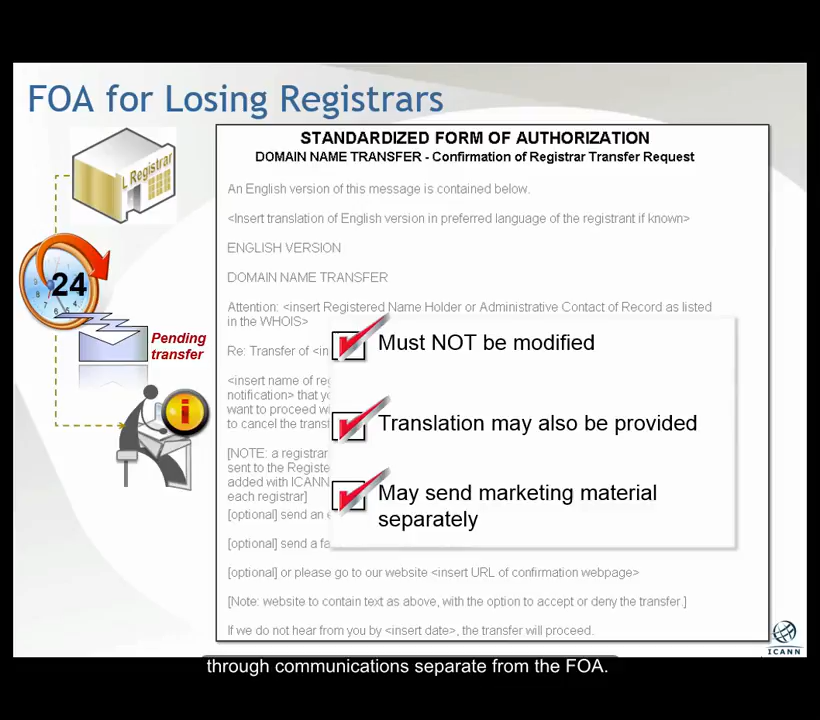 FOA for Losing Registrars
L Registrar
24
Pending
transfer
i
STANDARDIZED FORM OF AUTHORIZATION
DOMAIN NAME TRANSFER - Confirmation of Registrar Transfer Request
An English version of this message is contained below.
<Insert translation of English version in preferred language of the registrant if known>
ENGLISH VERSION
DOMAIN NAME TRANSFER
Attention: <insert Registered Name Holder or Administrative Contact of Record as listed
in the WHOIS>
Re: Transfer of <in
<insert name of reg
notification> that yo
want to proceed w
to cancel the transf
[NOTE: a registrar
sent to the Registe
added with ICANN
each registrar]
[optional] send an e
[optional] send a fa
[optional] or please go to our website <insert URL of confirmation webpage>
[Note: website to contain text as above, with the option to accept or deny the transfer.]
If we do not hear from you by <insert date>, the transfer will proceed.
Must NOT be modified
Translation may also be provided
May send marketing material
separately
ICANN
through communications separate from the FOA.